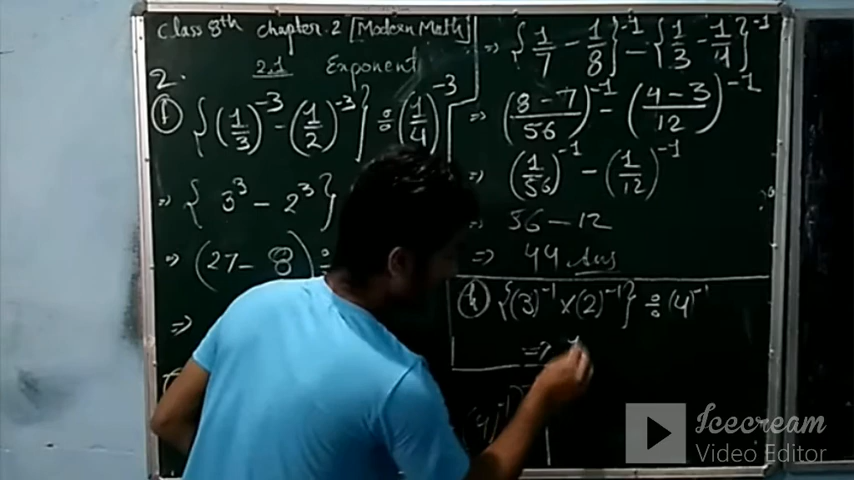 Class 8th chapter.2 [Modern Math]
2.1 Exponent
2.
(f) {(1/3)^-3 - (1/2)^-3} ÷ (1/4)^-3
⇒ { 3^3 - 2^3 }
⇒ (27 - 8) ÷
⇒
⇒ {1/7 - 1/8}^-1 - {1/3 - 1/4}^-1
⇒ (8-7/56)^-1 - (4-3/12)^-1
⇒ (1/56)^-1 - (1/12)^-1
⇒ 56 - 12
⇒ 44 Ans
{(3)^-1 × (2)^-1} ÷ (4)^-1
⇒
Icecream
Video Editor